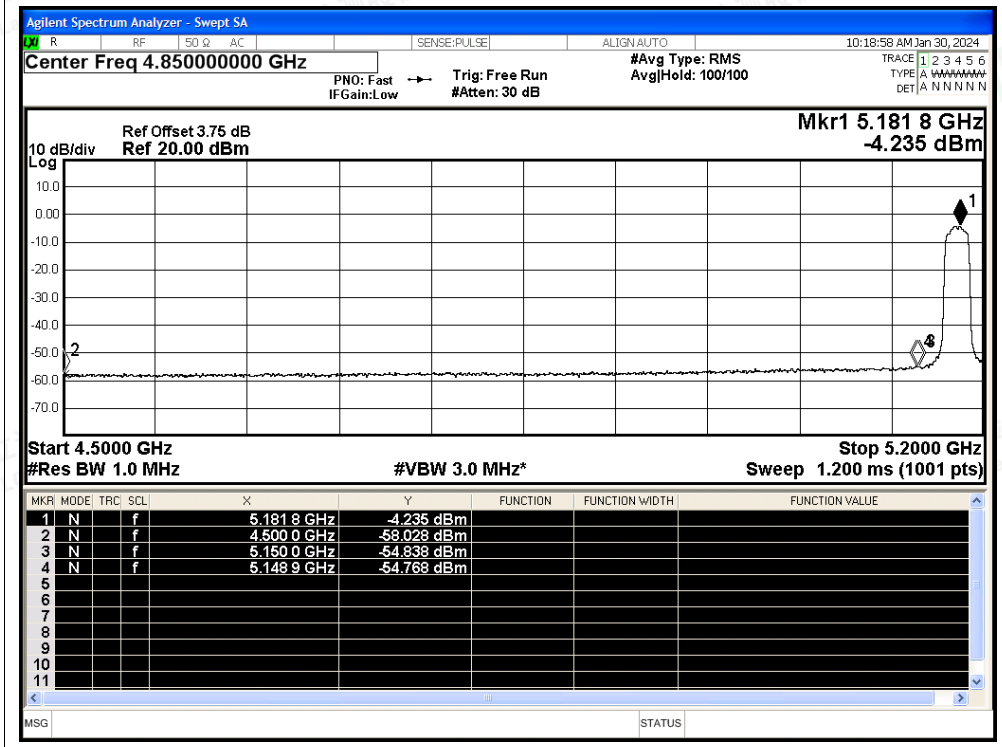 Agilent Spectrum Analyzer - Swept SA
LXI R RF 50 Ω AC SENSE:PULSE ALIGN AUTO 10:18:58 AM Jan 30, 2024
Center Freq 4.850000000 GHz
PNO: Fast
IFGain:Low
Trig: Free Run
#Atten: 30 dB
#Avg Type: RMS
Avg|Hold: 100/100
TRACE 1 2 3 4 5 6
TYPE A W W W W W
DET A N N N N N
Ref Offset 3.75 dB
10 dB/div Ref 20.00 dBm
Log
Mkr1 5.181 8 GHz
-4.235 dBm
10.0
0.00
-10.0
-20.0
-30.0
-40.0
-50.0
-60.0
-70.0
1
2
4
Start 4.5000 GHz Stop 5.2000 GHz
#Res BW 1.0 MHz #VBW 3.0 MHz* Sweep 1.200 ms (1001 pts)
MKR MODE TRC SCL X Y FUNCTION FUNCTION WIDTH FUNCTION VALUE
1 N f 5.181 8 GHz -4.235 dBm
2 N f 4.500 0 GHz -58.028 dBm
3 N f 5.150 0 GHz -54.838 dBm
4 N f 5.148 9 GHz -54.768 dBm
5
6
7
8
9
10
11
MSG STATUS